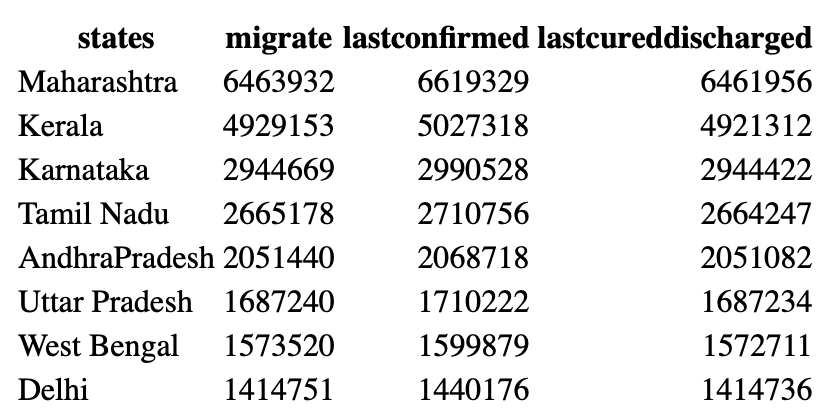 states migrate lastconfirmed lastcureddischarged
Maharashtra 6463932 6619329 6461956
Kerala 4929153 5027318 4921312
Karnataka 2944669 2990528 2944422
Tamil Nadu 2665178 2710756 2664247
AndhraPradesh 2051440 2068718 2051082
Uttar Pradesh 1687240 1710222 1687234
West Bengal 1573520 1599879 1572711
Delhi 1414751 1440176 1414736